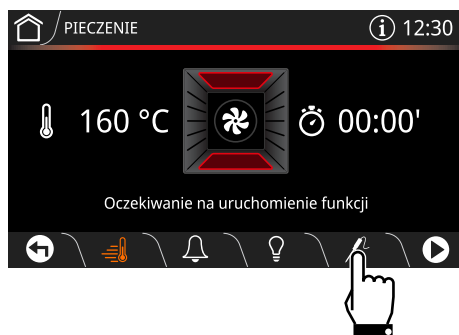 PIECZENIE
12:30
160 °C
00:00'
Oczekiwanie na uruchomienie funkcji